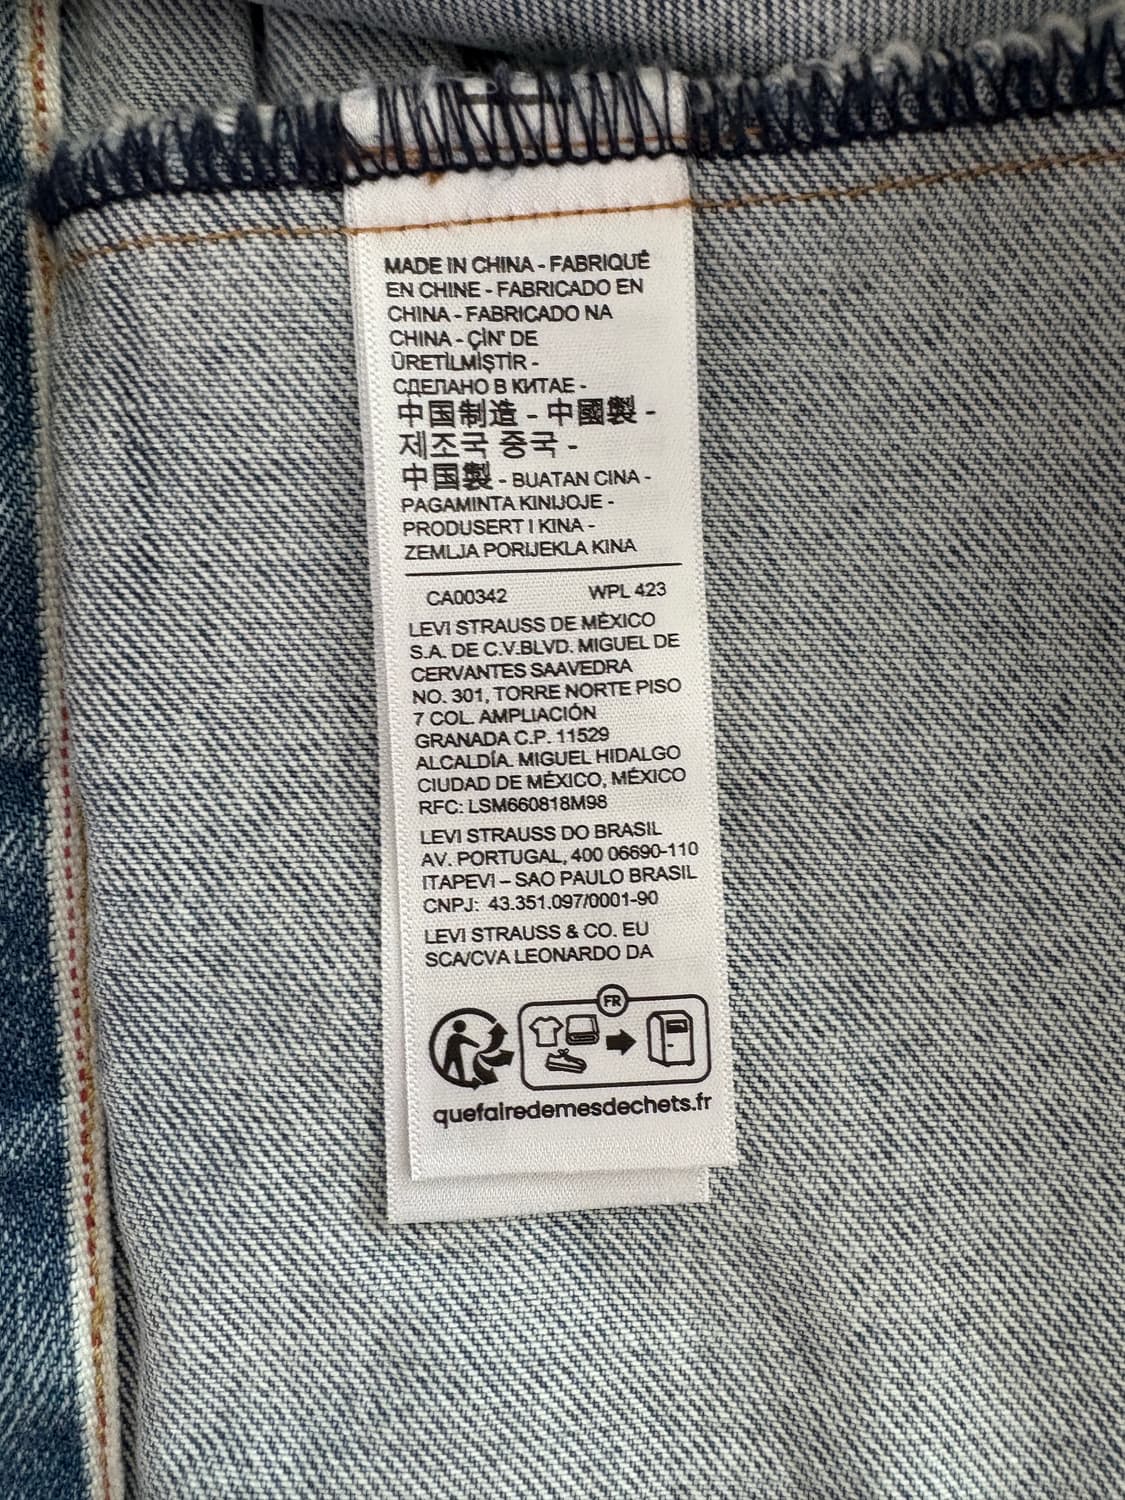 MADE IN CHINA - FABRIQUÉ
EN CHINE - FABRICADO EN
CHINA - FABRICADO NA
CHINA - ÇİN' DE
ÜRETİLMİŞTİR -
СДЕЛАНО В КИТАЕ -
中国制造 - 中國製 -
제조국 중국 -
中国製 - BUATAN CINA -
PAGAMINTA KINIJOJE -
PRODUSERT I KINA -
ZEMLJA PORIJEKLA KINA
CA00342 WPL 423
LEVI STRAUSS DE MÉXICO
S.A. DE C.V.BLVD. MIGUEL DE
CERVANTES SAAVEDRA
NO. 301, TORRE NORTE PISO
7 COL. AMPLIACIÓN
GRANADA C.P. 11529
ALCALDÍA. MIGUEL HIDALGO
CIUDAD DE MÉXICO, MÉXICO
RFC: LSM660818M98
LEVI STRAUSS DO BRASIL
AV. PORTUGAL, 400 06690-110
ITAPEVI – SAO PAULO BRASIL
CNPJ: 43.351.097/0001-90
LEVI STRAUSS & CO. EU
SCA/CVA LEONARDO DA
FR
quefairedemesdechets.fr